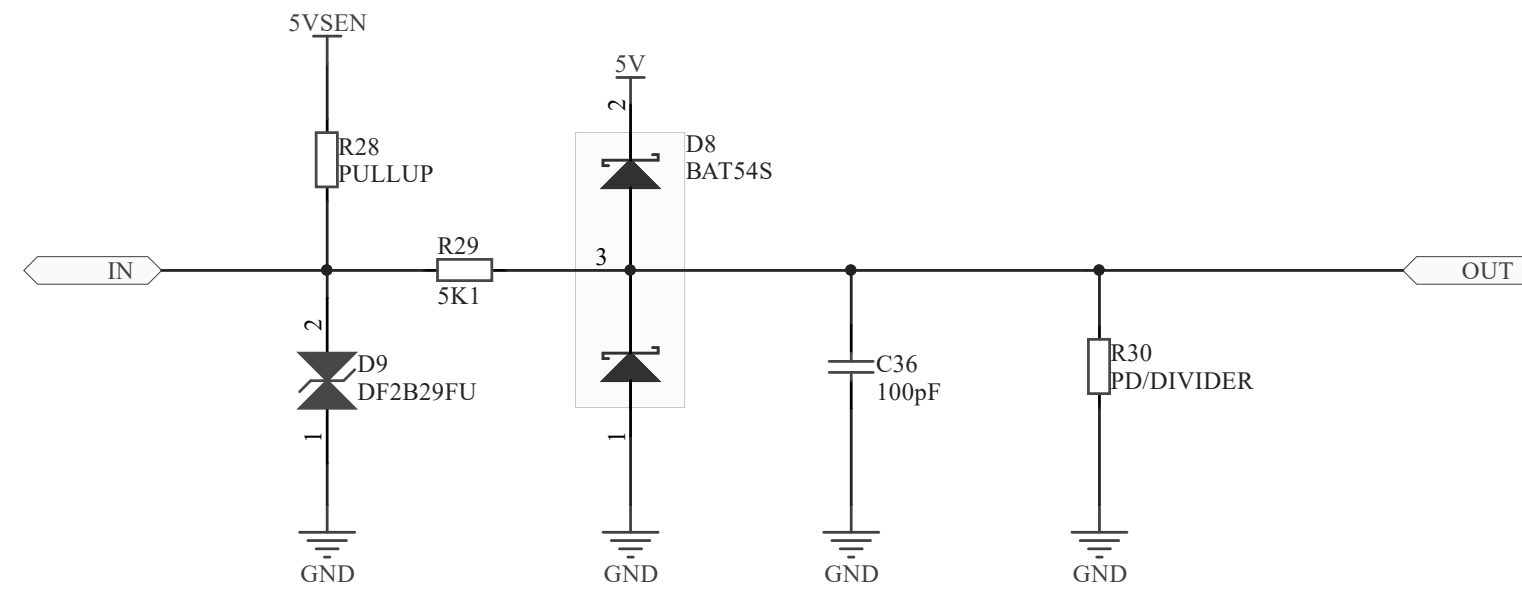 5VSEN
5V
2
R28
PULLUP
D8
BAT54S
IN
R29
5K1
3
OUT
2
D9
DF2B29FU
1
1
C36
100pF
R30
PD/DIVIDER
GND
GND
GND
GND